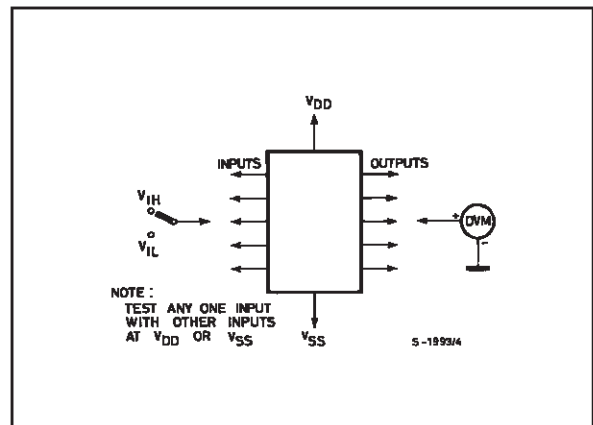 VDD
INPUTS OUTPUTS
VIH
VIL
+ DVM
-
NOTE :
TEST ANY ONE INPUT
WITH OTHER INPUTS
AT VDD OR VSS
VSS
S-1993/4